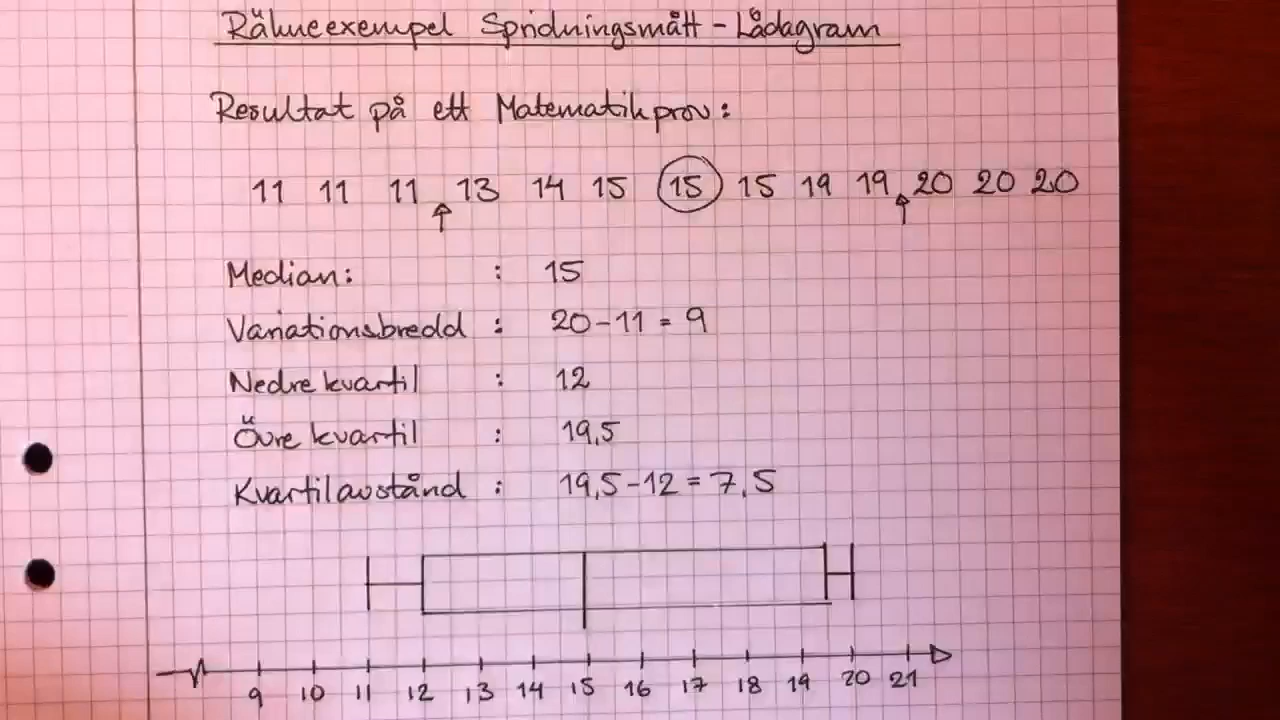 Räkneexempel Spridningsmått - Lådagram
Resultat på ett Matematikprov:
11 11 11 13 14 15 15 15 19 19 20 20 20
Median: : 15
Variationsbredd : 20-11 = 9
Nedre kvartil : 12
Övre kvartil : 19,5
Kvartilavstånd : 19,5-12 = 7,5
9 10 11 12 13 14 15 16 17 18 19 20 21